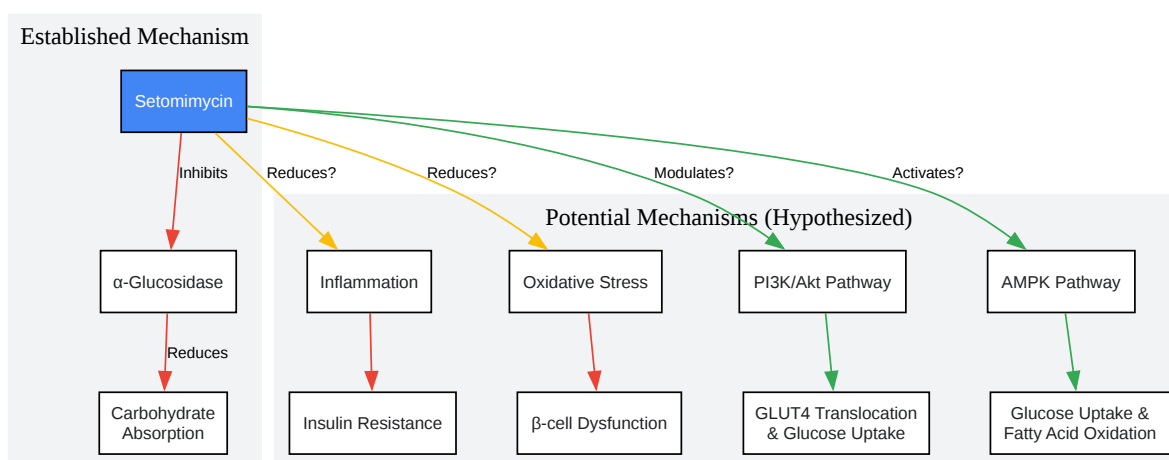 Established Mechanism
Setomimycin
Inhibits
Reduces?
Reduces?
Modulates?
Activates?
Potential Mechanisms (Hypothesized)
α-Glucosidase
Inflammation
Oxidative Stress
PI3K/Akt Pathway
AMPK Pathway
Reduces
Carbohydrate
Absorption
Insulin Resistance
β-cell Dysfunction
GLUT4 Translocation
& Glucose Uptake
Glucose Uptake &
Fatty Acid Oxidation